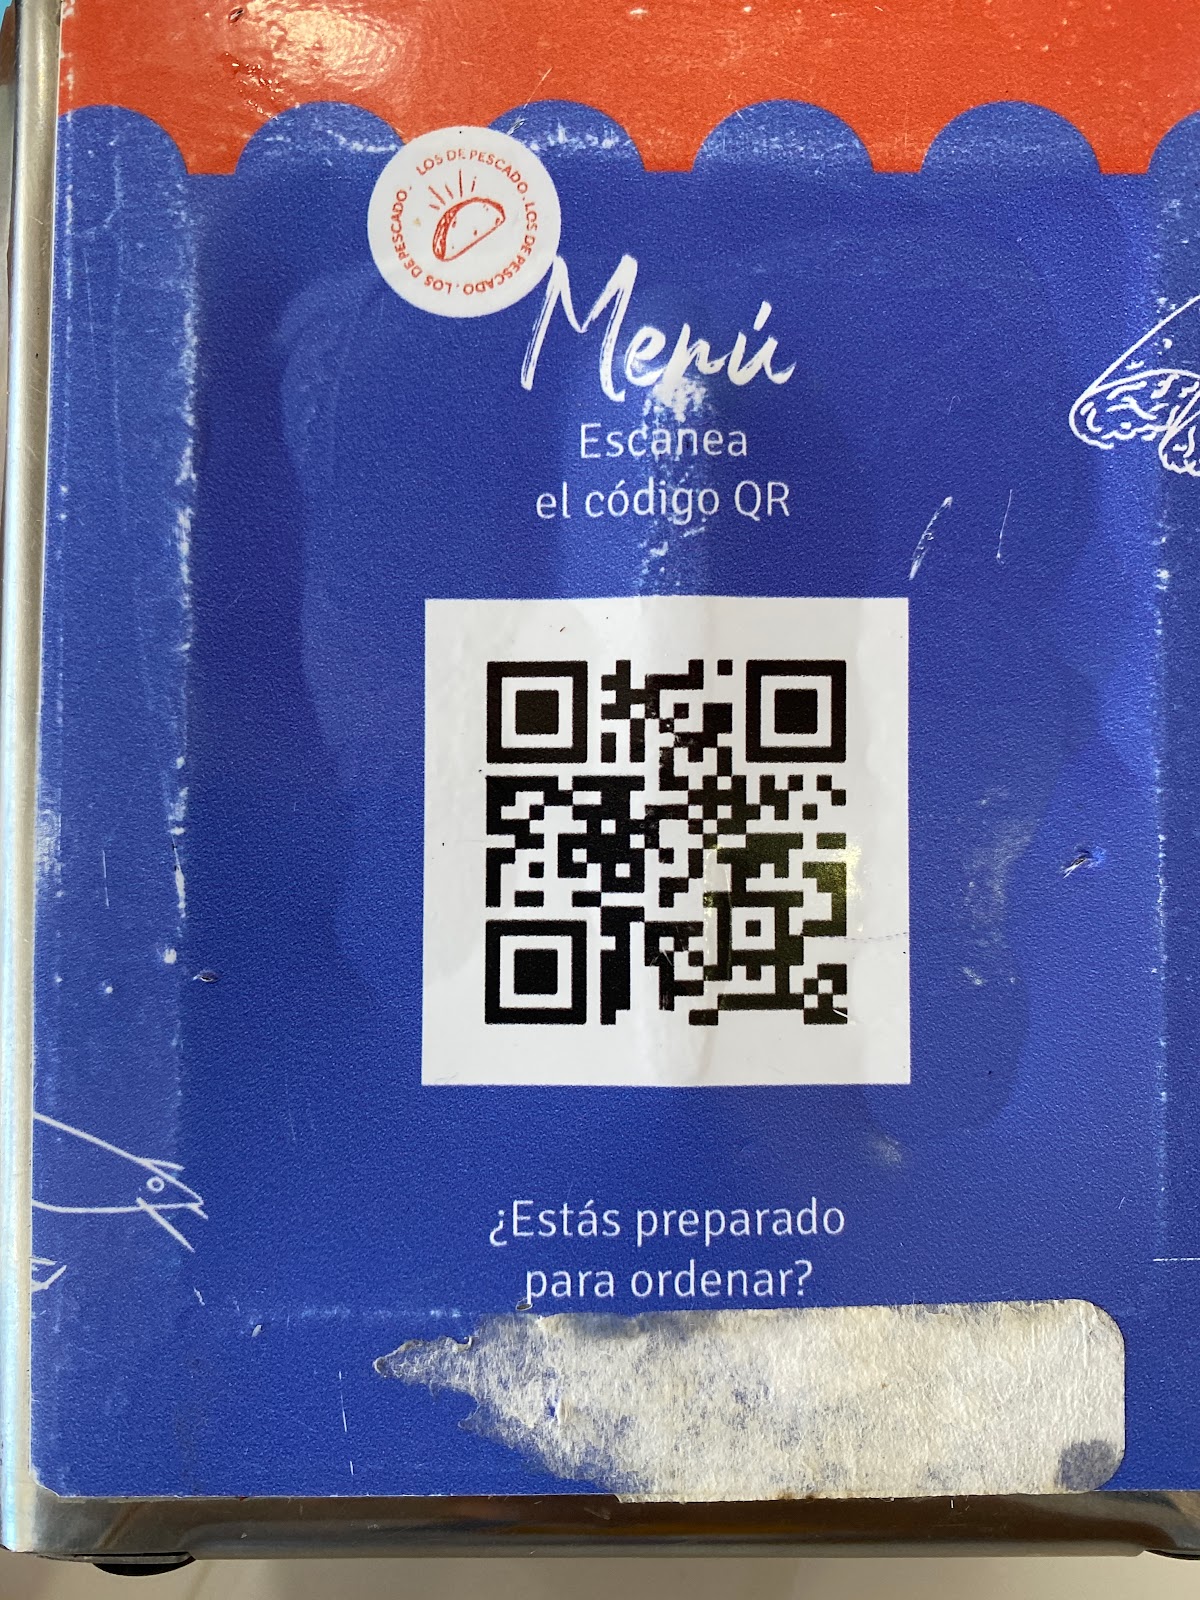 LOS DE PESCADO . LOS DE PESCADO . LOS DE PESCADO .
Menú
Escanea
el código QR
¿Estás preparado
para ordenar?